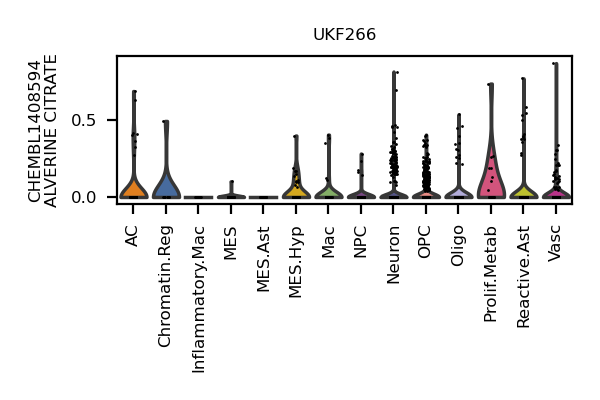 UKF266
CHEMBL1408594
ALVERINE CITRATE
0.5
0.0
AC
Chromatin.Reg
Inflammatory.Mac
MES
MES.Ast
MES.Hyp
Mac
NPC
Neuron
OPC
Oligo
Prolif.Metab
Reactive.Ast
Vasc